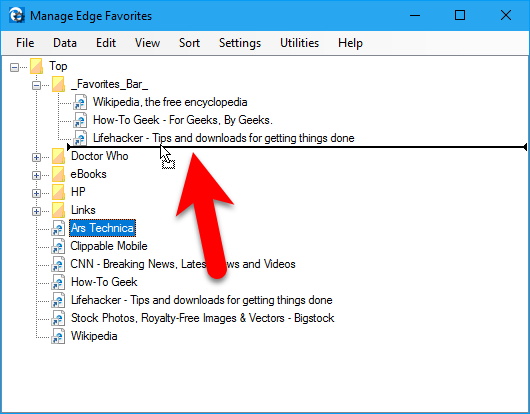 Manage Edge Favorites
File Data Edit View Sort Settings Utilities Help
Top
_Favorites_Bar_
Wikipedia, the free encyclopedia
How-To Geek - For Geeks, By Geeks.
Lifehacker - Tips and downloads for getting things done
Doctor Who
eBooks
HP
Links
Ars Technica
Clippable Mobile
CNN - Breaking News, Latest News and Videos
How-To Geek
Lifehacker - Tips and downloads for getting things done
Stock Photos, Royalty-Free Images & Vectors - Bigstock
Wikipedia